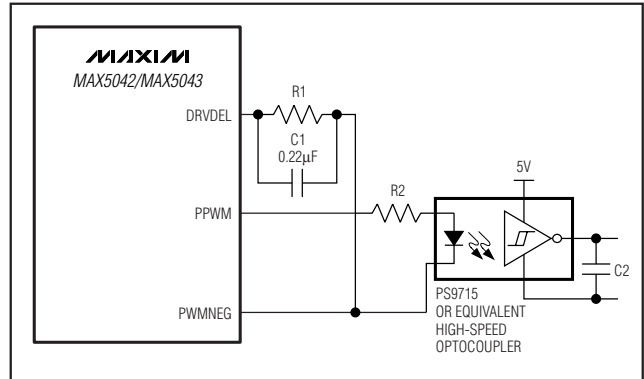 MAXIM
MAX5042/MAX5043
DRVDEL
R1
C1
0.22μF
PPWM
R2
5V
C2
PWMNEG
PS9715
OR EQUIVALENT
HIGH-SPEED
OPTOCOUPLER